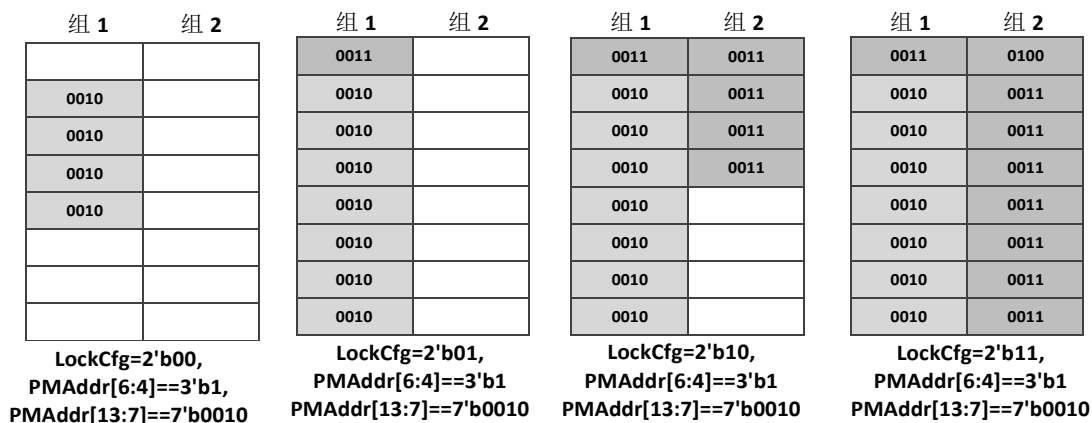 组 1 组 2
0010
0010
0010
0010
LockCfg=2'b00,
PMAddr[6:4]==3'b1,
PMAddr[13:7]==7'b0010
组 1 组 2
0011
0010
0010
0010
0010
0010
0010
0010
LockCfg=2'b01,
PMAddr[6:4]==3'b1
PMAddr[13:7]==7'b0010
组 1 组 2
0011 0011
0010 0011
0010 0011
0010 0011
0010
0010
0010
0010
LockCfg=2'b10,
PMAddr[6:4]==3'b1
PMAddr[13:7]==7'b0010
组 1 组 2
0011 0100
0010 0011
0010 0011
0010 0011
0010 0011
0010 0011
0010 0011
0010 0011
LockCfg=2'b11,
PMAddr[6:4]==3'b1
PMAddr[13:7]==7'b0010